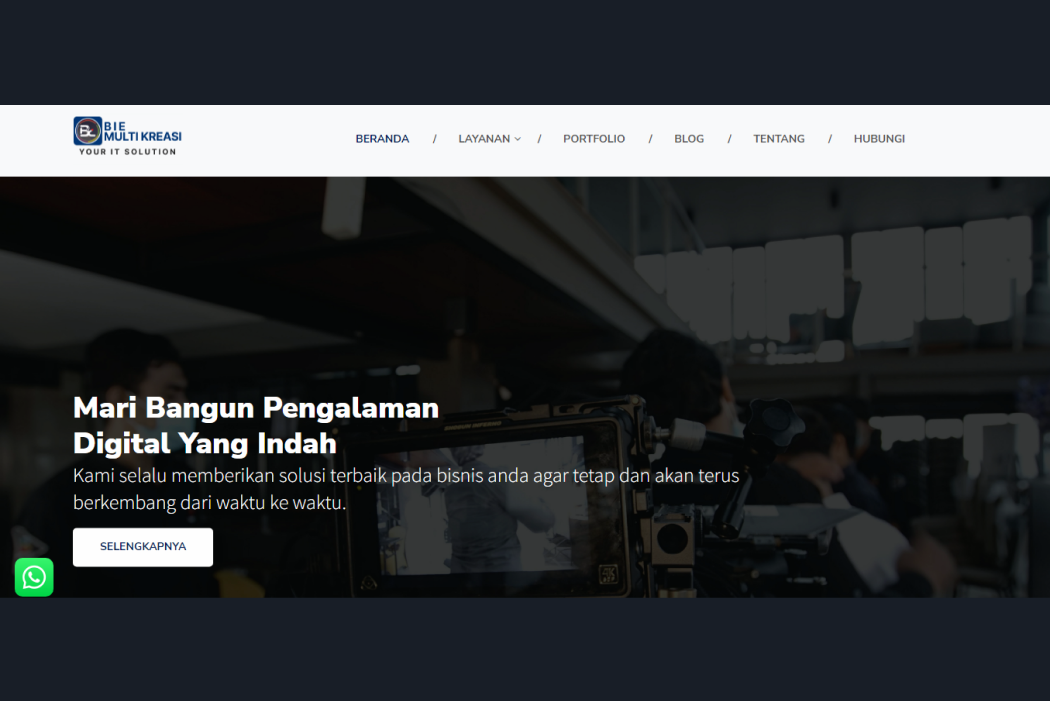 BIE
MULTI KREASI
YOUR IT SOLUTION
BERANDA / LAYANAN / PORTFOLIO / BLOG / TENTANG / HUBUNGI
Mari Bangun Pengalaman
Digital Yang Indah
Kami selalu memberikan solusi terbaik pada bisnis anda agar tetap dan akan terus
berkembang dari waktu ke waktu.
SELENGKAPNYA